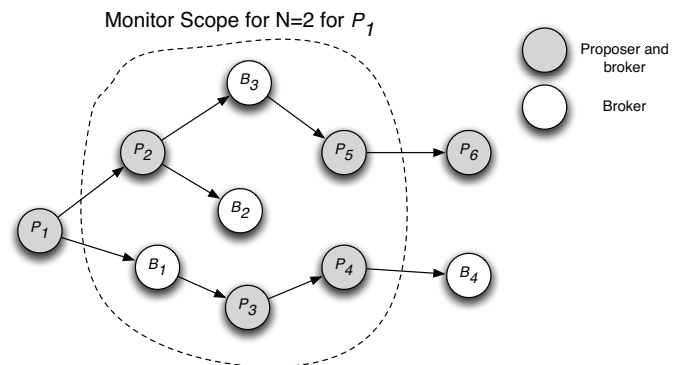 Monitor Scope for N=2 for P1
Proposer and
broker
Broker
B3
P2
P5
P6
B2
P1
B1
P4
B4
P3